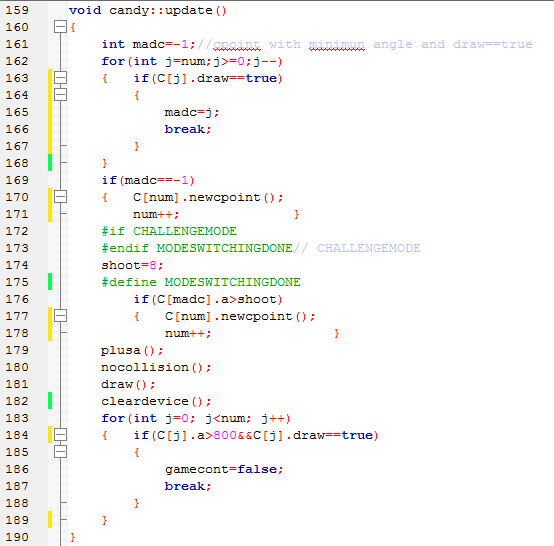 159 void candy::update()
160 {
161     int madc=-1;//cpoint with minimun angle and draw==true
162     for(int j=num;j>=0;j--)
163     {   if(C[j].draw==true)
164         {
165             madc=j;
166             break;
167         }
168     }
169     if(madc==-1)
170     {   C[num].newcpoint();
171         num++;              }
172     #if CHALLENGEMODE
173     #endif MODESWITCHINGDONE// CHALLENGEMODE
174     shoot=8;
175     #define MODESWITCHINGDONE
176         if(C[madc].a>shoot)
177         {   C[num].newcpoint();
178             num++;               }
179     plusa();
180     nocollision();
181     draw();
182     cleardevice();
183     for(int j=0; j<num; j++)
184     {   if(C[j].a>800&&C[j].draw==true)
185         {
186             gamecont=false;
187             break;
188         }
189     }
190 }